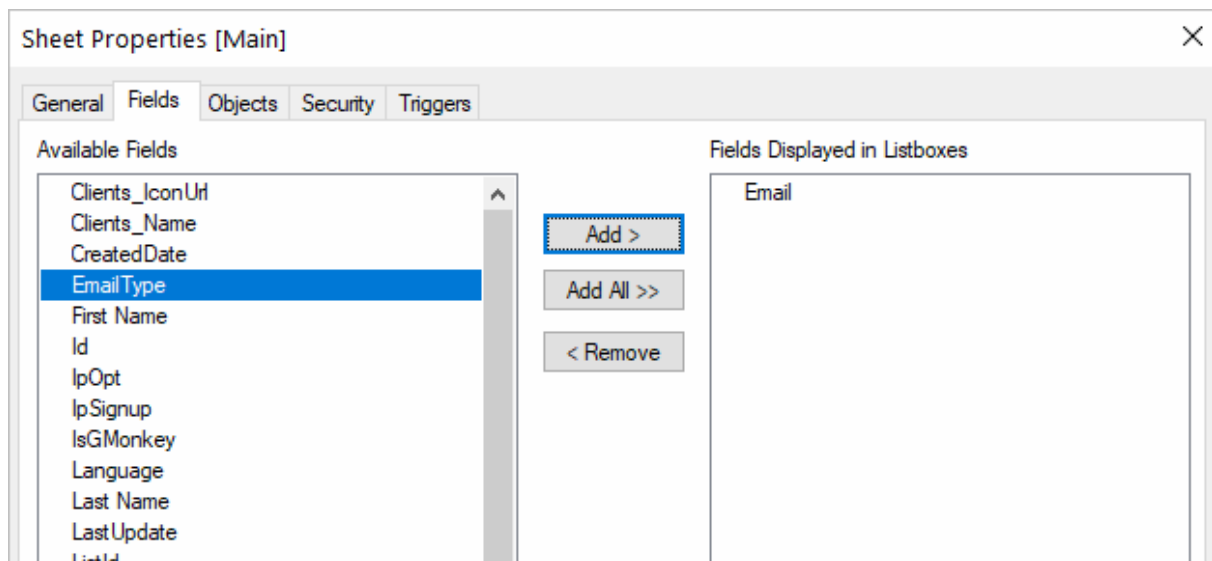 Sheet Properties [Main]
General Fields Objects Security Triggers
Available Fields
Fields Displayed in Listboxes
Clients_IconUrl
Clients_Name
CreatedDate
EmailType
First Name
Id
IpOpt
IpSignup
IsGMonkey
Language
Last Name
LastUpdate
ListId
Add >
Add All >>
< Remove
Email